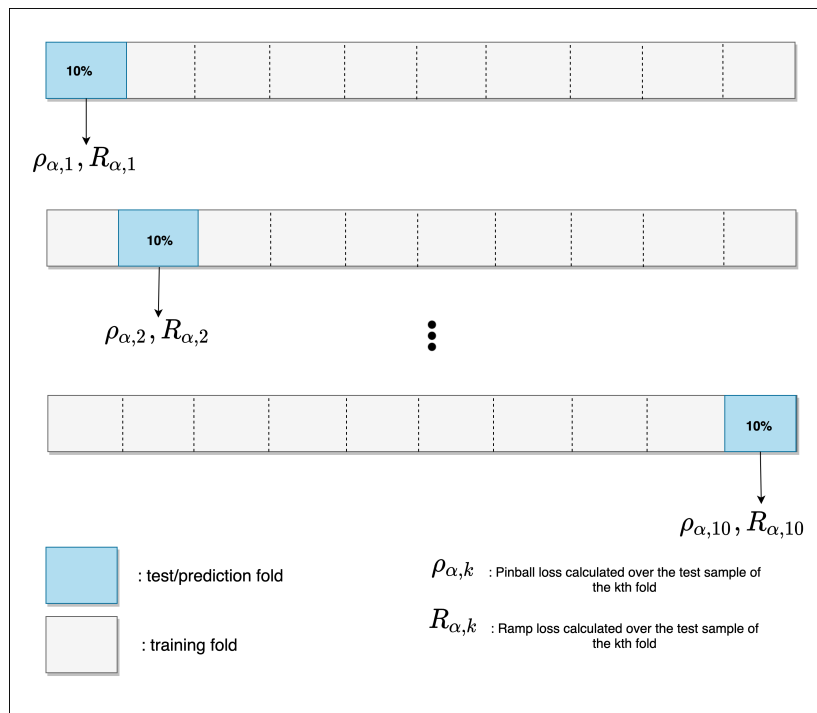 10%
ρα,1, Rα,1
10%
ρα,2, Rα,2
10%
ρα,10, Rα,10
: test/prediction fold
ρα,k : Pinball loss calculated over the test sample of
the kth fold
Rα,k : Ramp loss calculated over the test sample of
the kth fold
: training fold